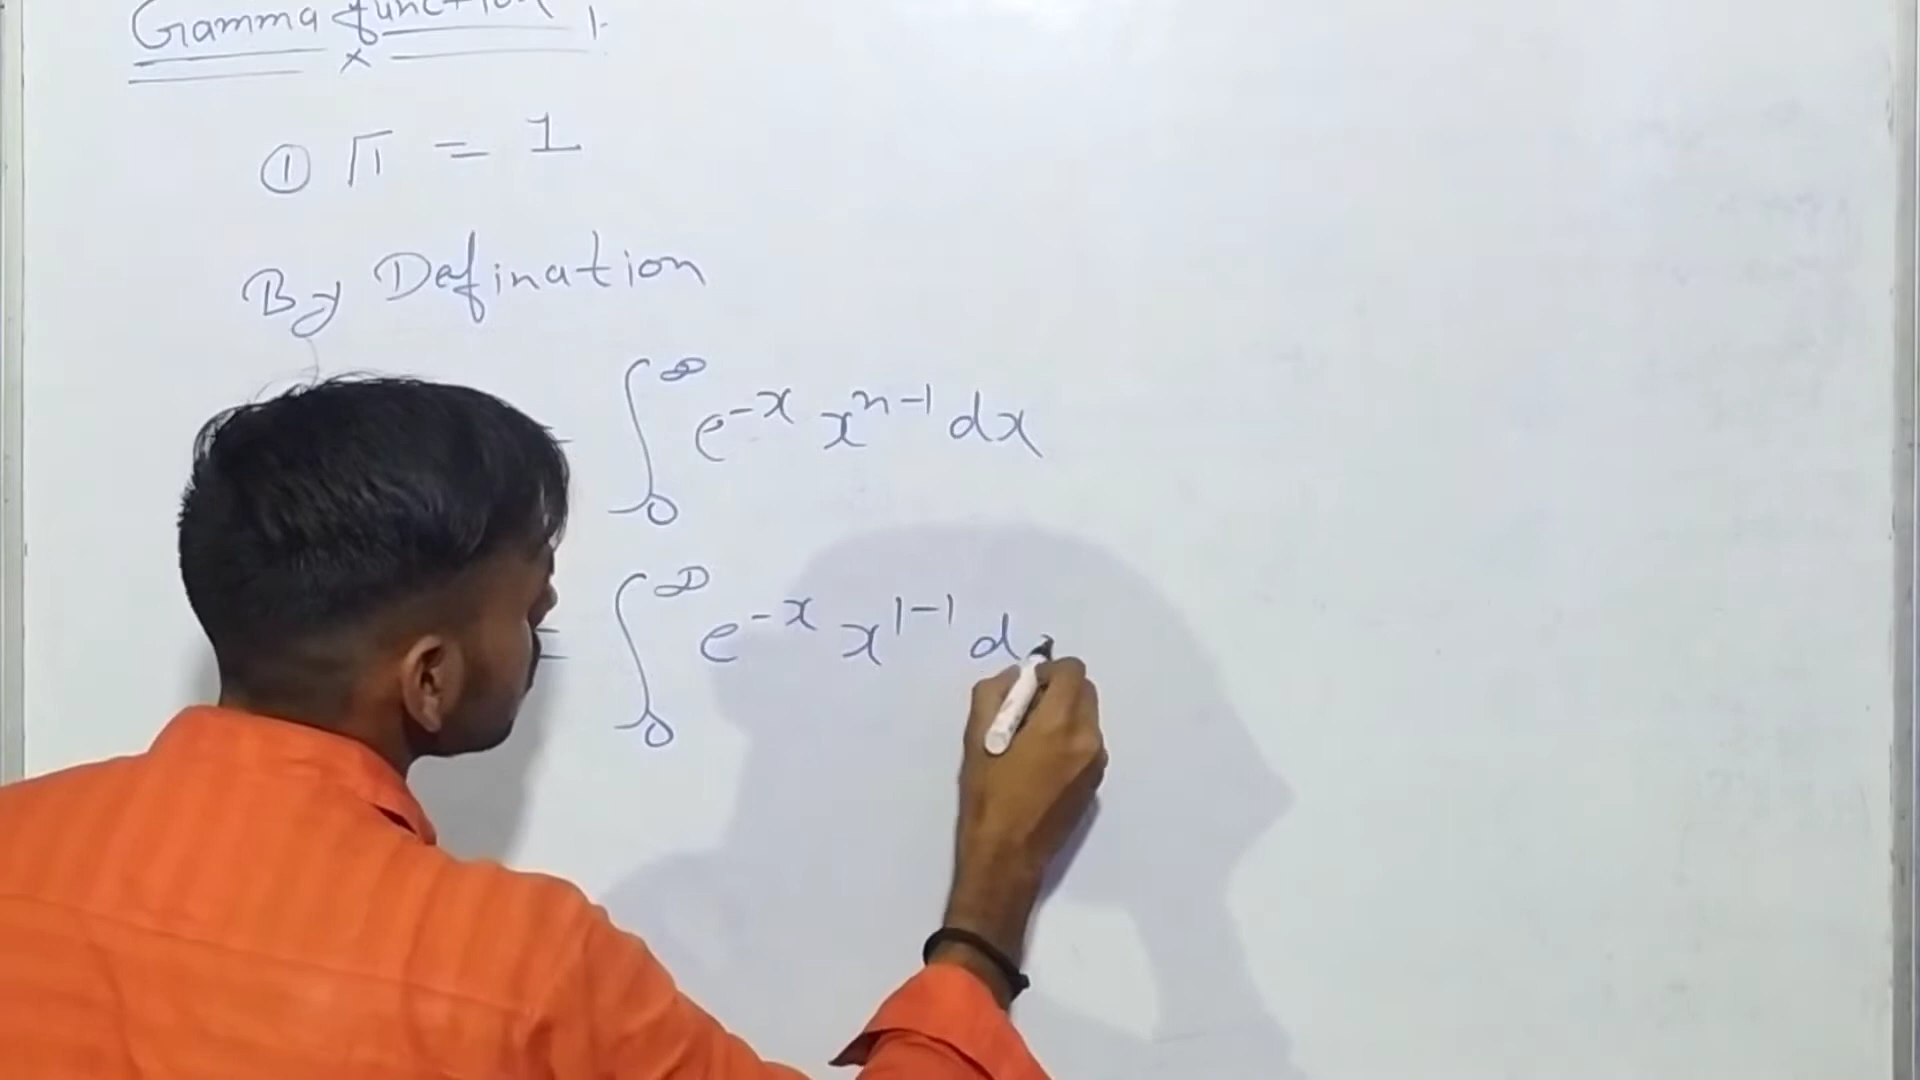 Gamma function
① Γ1 = 1
By Defination
= ∫₀^∞ e^-x x^n-1 dx
= ∫₀^∞ e^-x x^1-1 d